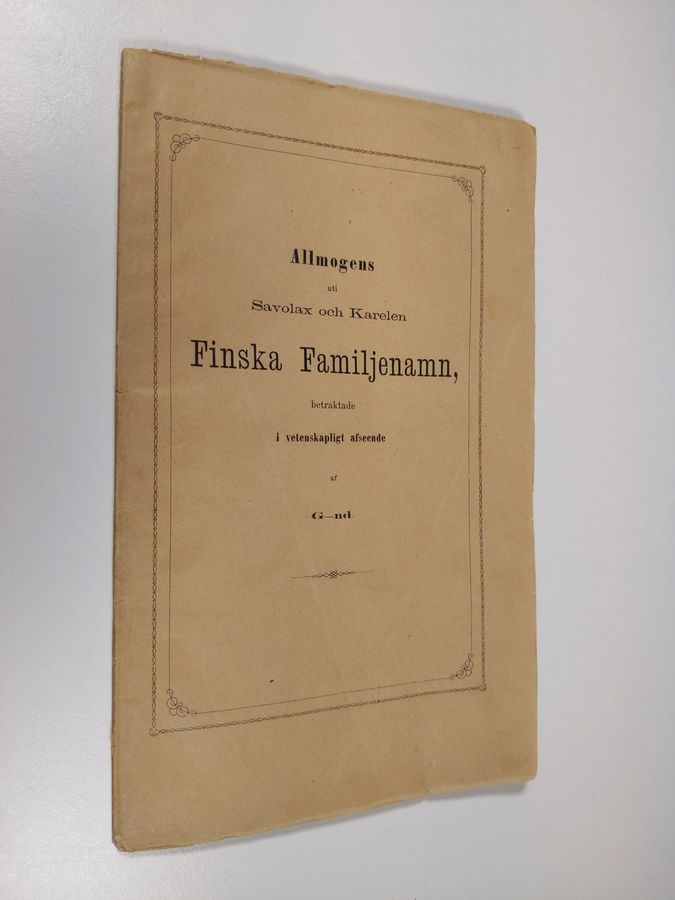 Allmogens
uti
Savolax och Karelen
Finska Familjenamn,
betraktade
i vetenskapligt afseende
af
G—nd.